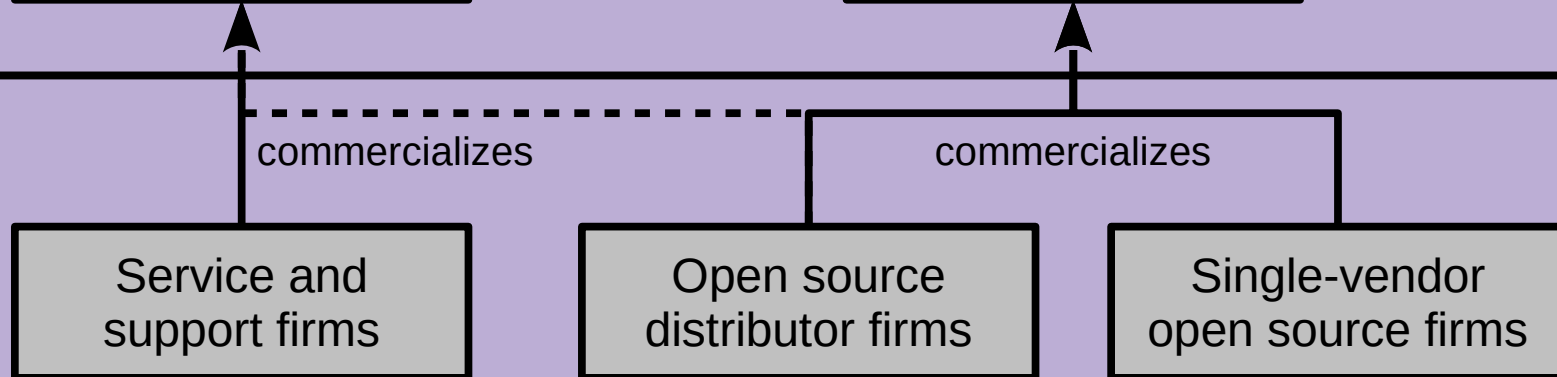 commercializes
commercializes
Service and
support firms
Open source
distributor firms
Single-vendor
open source firms